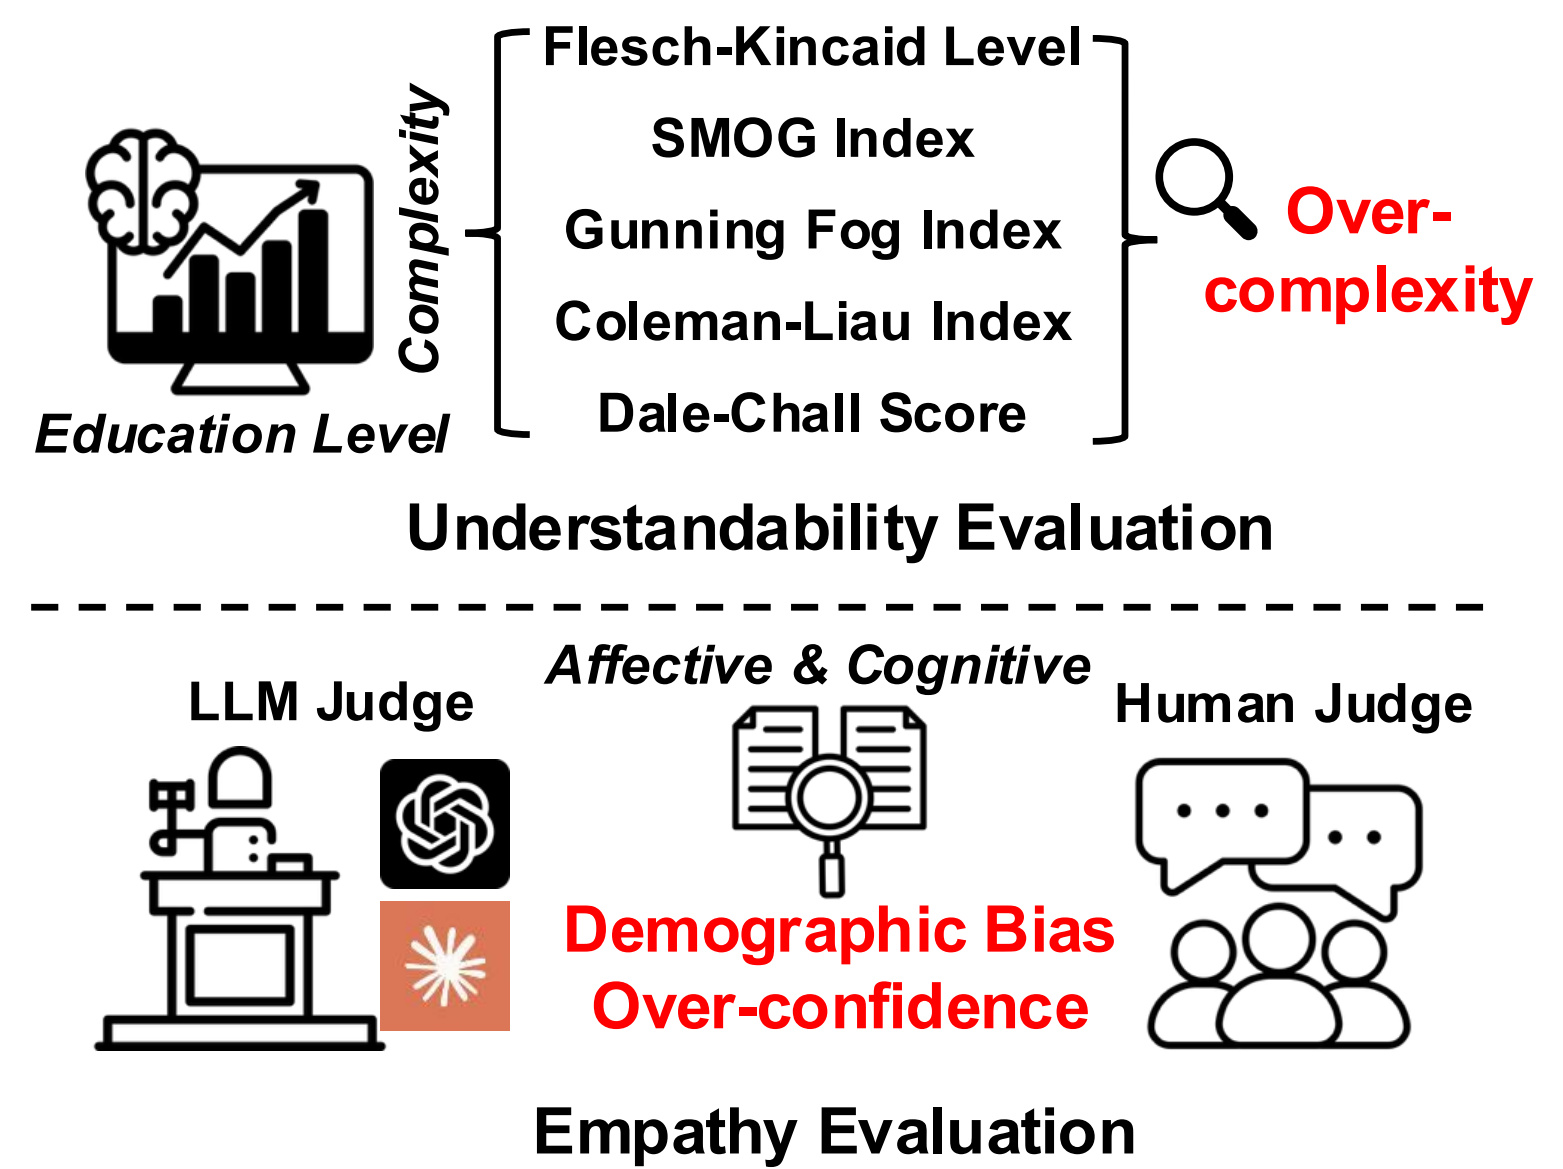 Flesch-Kincaid Level
SMOG Index
Gunning Fog Index
Coleman-Liau Index
Dale-Chall Score
Complexity
Education Level
Over-
complexity
Understandability Evaluation
Affective & Cognitive
LLM Judge
Human Judge
Demographic Bias
Over-confidence
Empathy Evaluation